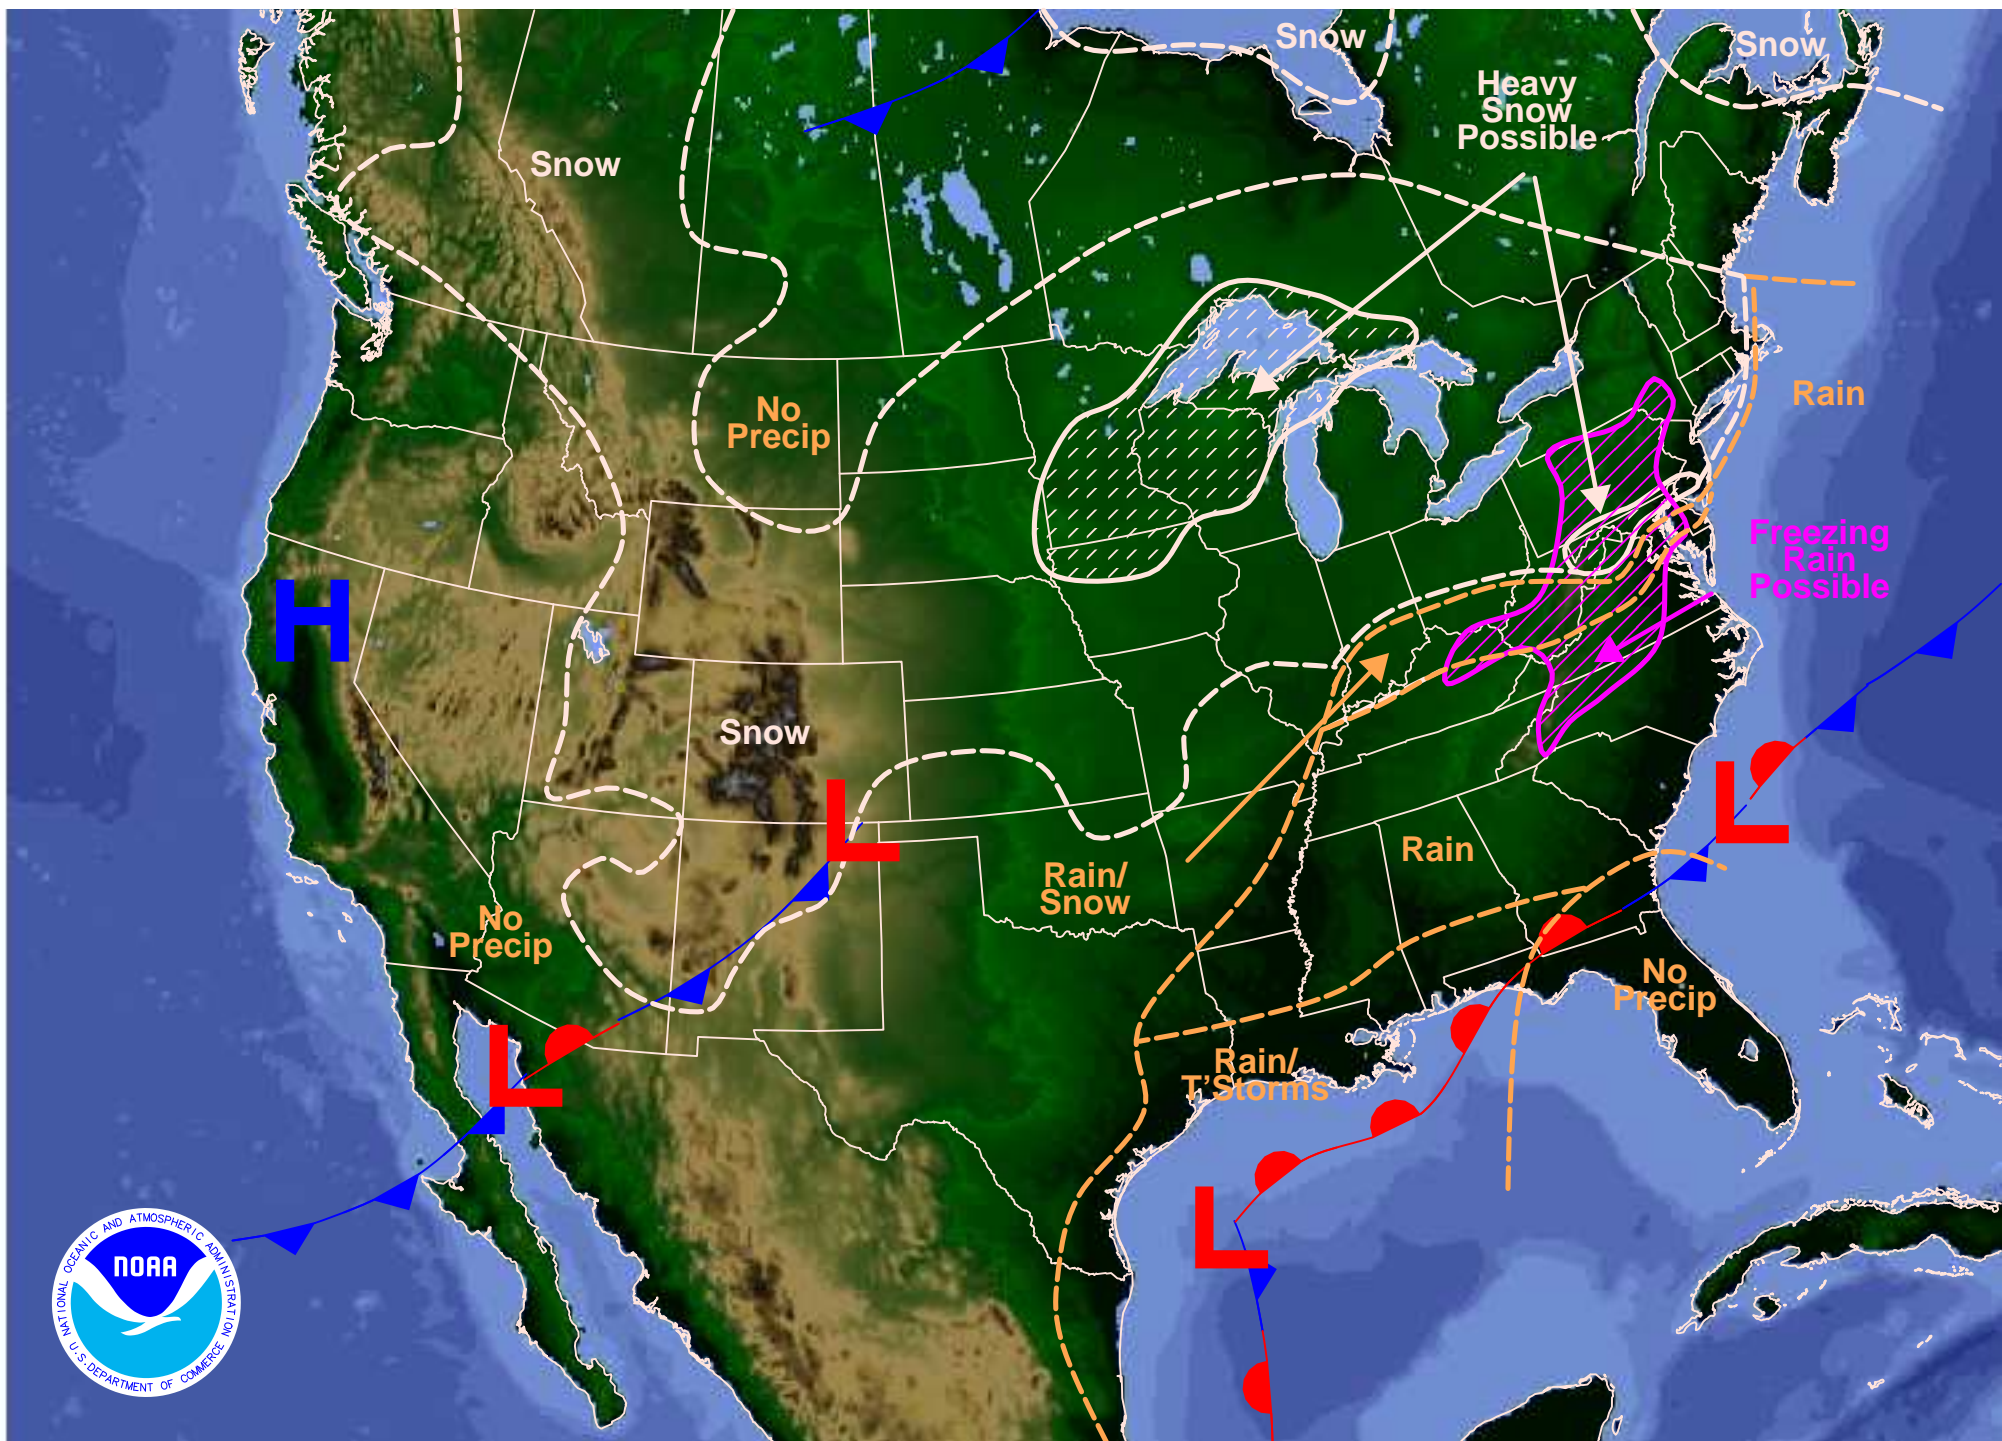 Snow
Snow
Heavy
Snow
Possible
Snow
No
Precip
Rain
Freezing
Rain
Possible
H
Snow
L
L
Rain
Rain/
Snow
No
Precip
No
Precip
L
Rain/
T'Storms
L
NATIONAL OCEANIC AND ATMOSPHERIC ADMINISTRATION
NOAA
U.S. DEPARTMENT OF COMMERCE